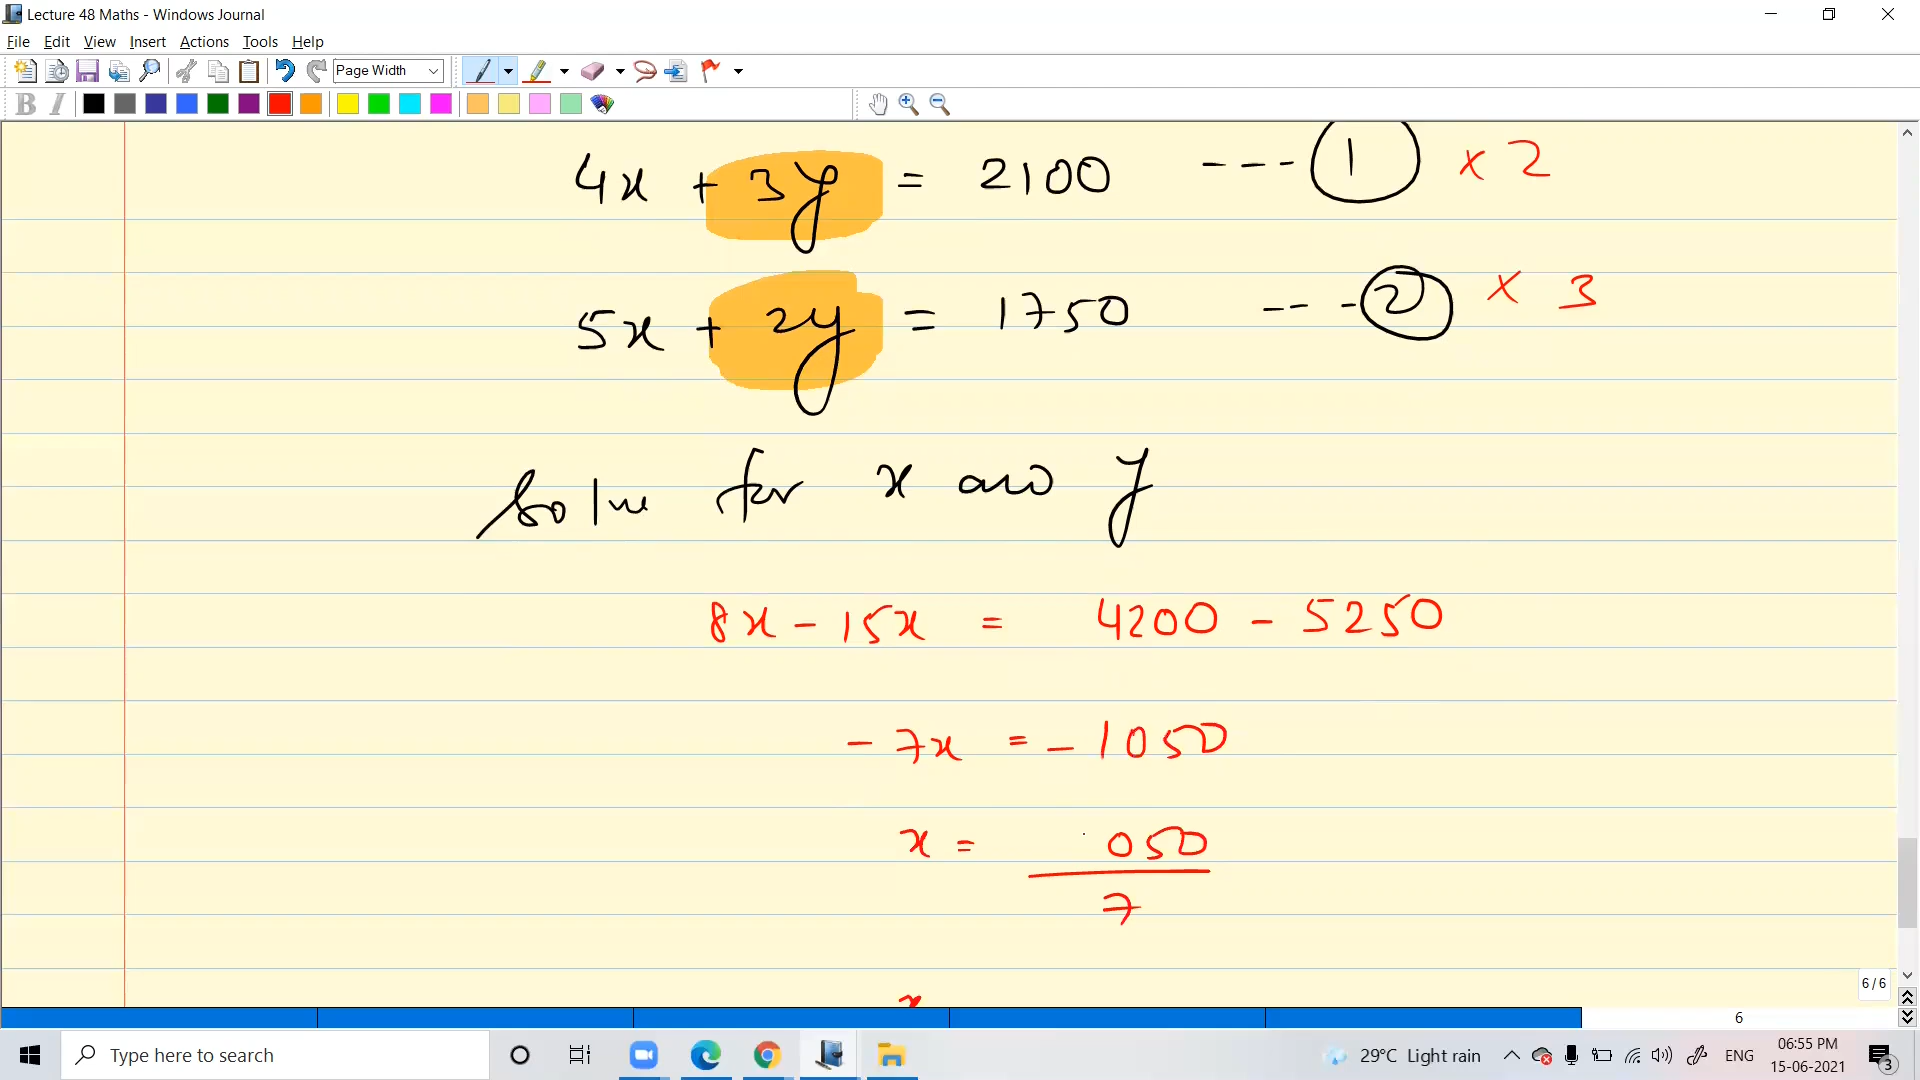 Lecture 48 Maths - Windows Journal
File Edit View Insert Actions Tools Help
Page Width
B I
4x + 3y = 2100 ---- 1 x 2
5x + 2y = 1750 --- 2 x 3
Solve for x and y
8x - 15x = 4200 - 5250
- 7x = - 1050
x = 050
7
x
6 / 6
6
Type here to search
29°C Light rain
ENG
06:55 PM
15-06-2021
3